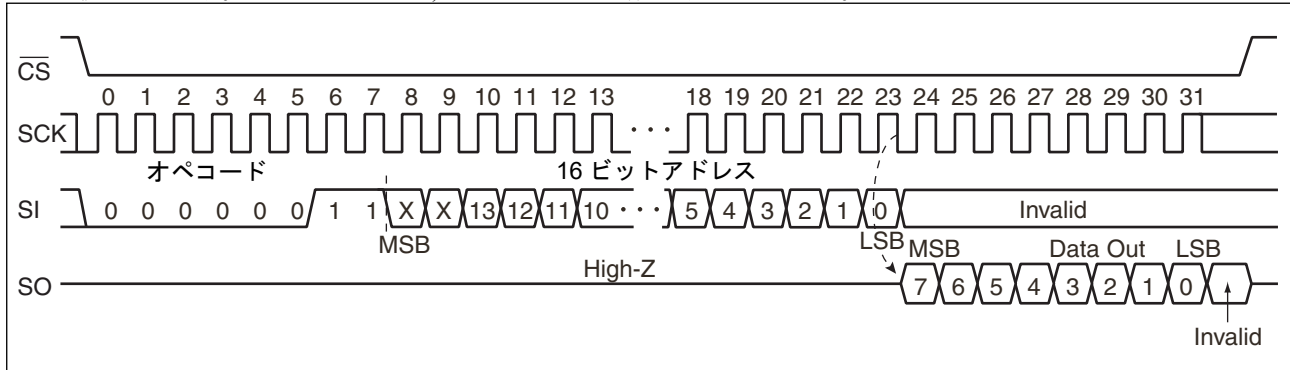 CS
0 1 2 3 4 5 6 7 8 9 10 11 12 13 18 19 20 21 22 23 24 25 26 27 28 29 30 31
SCK
・・・
オペコード 16 ビットアドレス
SI 0 0 0 0 0 0 1 1 X X 13 12 11 10 ・・・ 5 4 3 2 1 0 Invalid
MSB LSB MSB Data Out LSB
High-Z
SO 7 6 5 4 3 2 1 0
Invalid